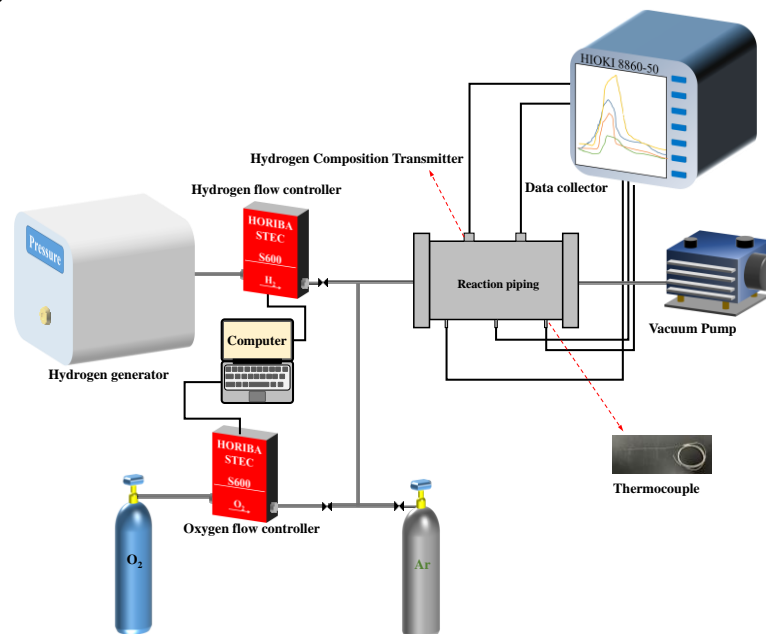 HIOKI 8860-50
Hydrogen Composition Transmitter
Data collector
Hydrogen flow controller
HORIBA
STEC
S600
H₂
Pressure
Reaction piping
Vacuum Pump
Computer
Hydrogen generator
HORIBA
STEC
S600
O₂
Thermocouple
Oxygen flow controller
O₂
Ar